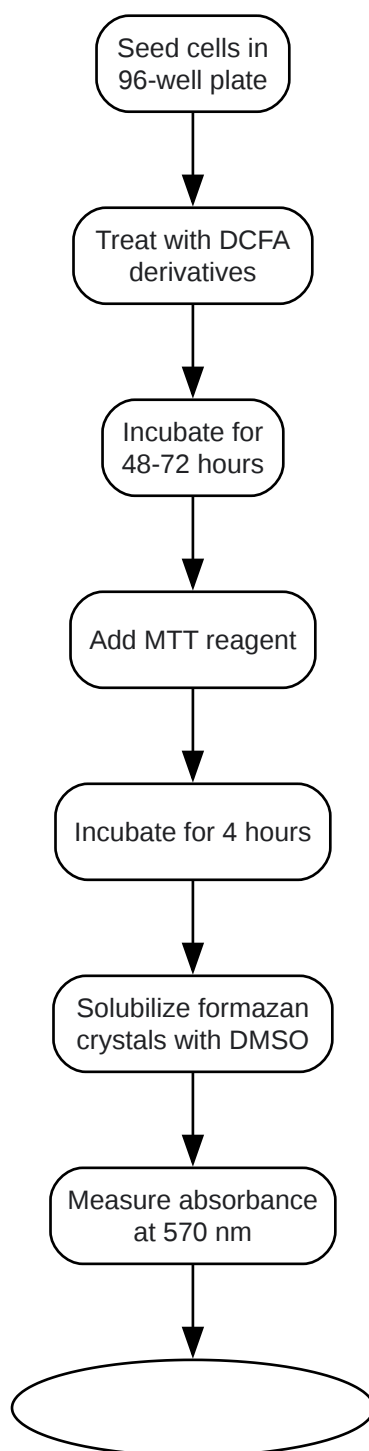 Seed cells in
96-well plate
Treat with DCFA
derivatives
Incubate for
48-72 hours
Add MTT reagent
Incubate for 4 hours
Solubilize formazan
crystals with DMSO
Measure absorbance
at 570 nm